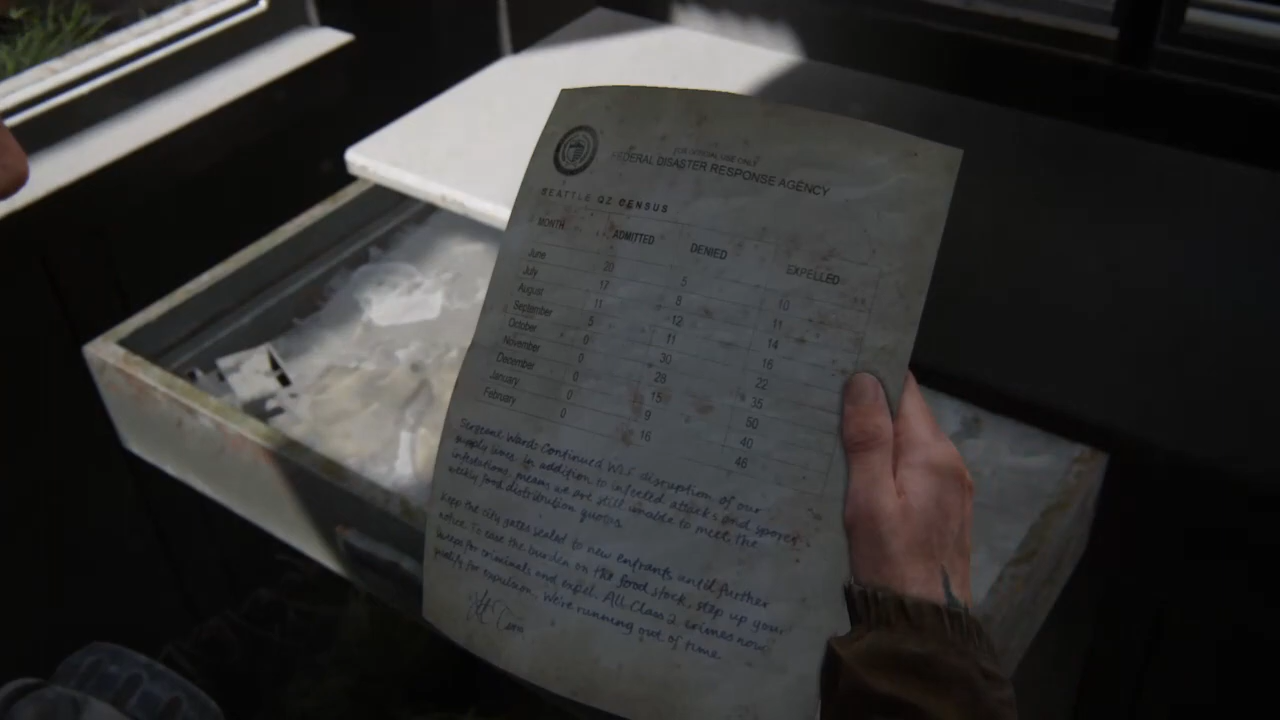 FOR OFFICIAL USE ONLY
FEDERAL DISASTER RESPONSE AGENCY
SEATTLE QZ CENSUS
MONTH ADMITTED DENIED EXPELLED
June 20 5 10
July 17 8 11
August 11 12 14
September 5 11 16
October 0 30 22
November 0 28 35
December 0 15 50
January 0 9 40
February 0 16 46
Sergeant Ward: Continued WLF disruption of our
supply lines, in addition to infected attacks and spores
infestations, means we are still unable to meet the
weekly food distribution quotas.
Keep the city gates sealed to new entrants until further
notice. To ease the burden on the food stock, step up your
sweeps for criminals and expel. All Class 2 crimes now
qualify for expulsion. We're running out of time.